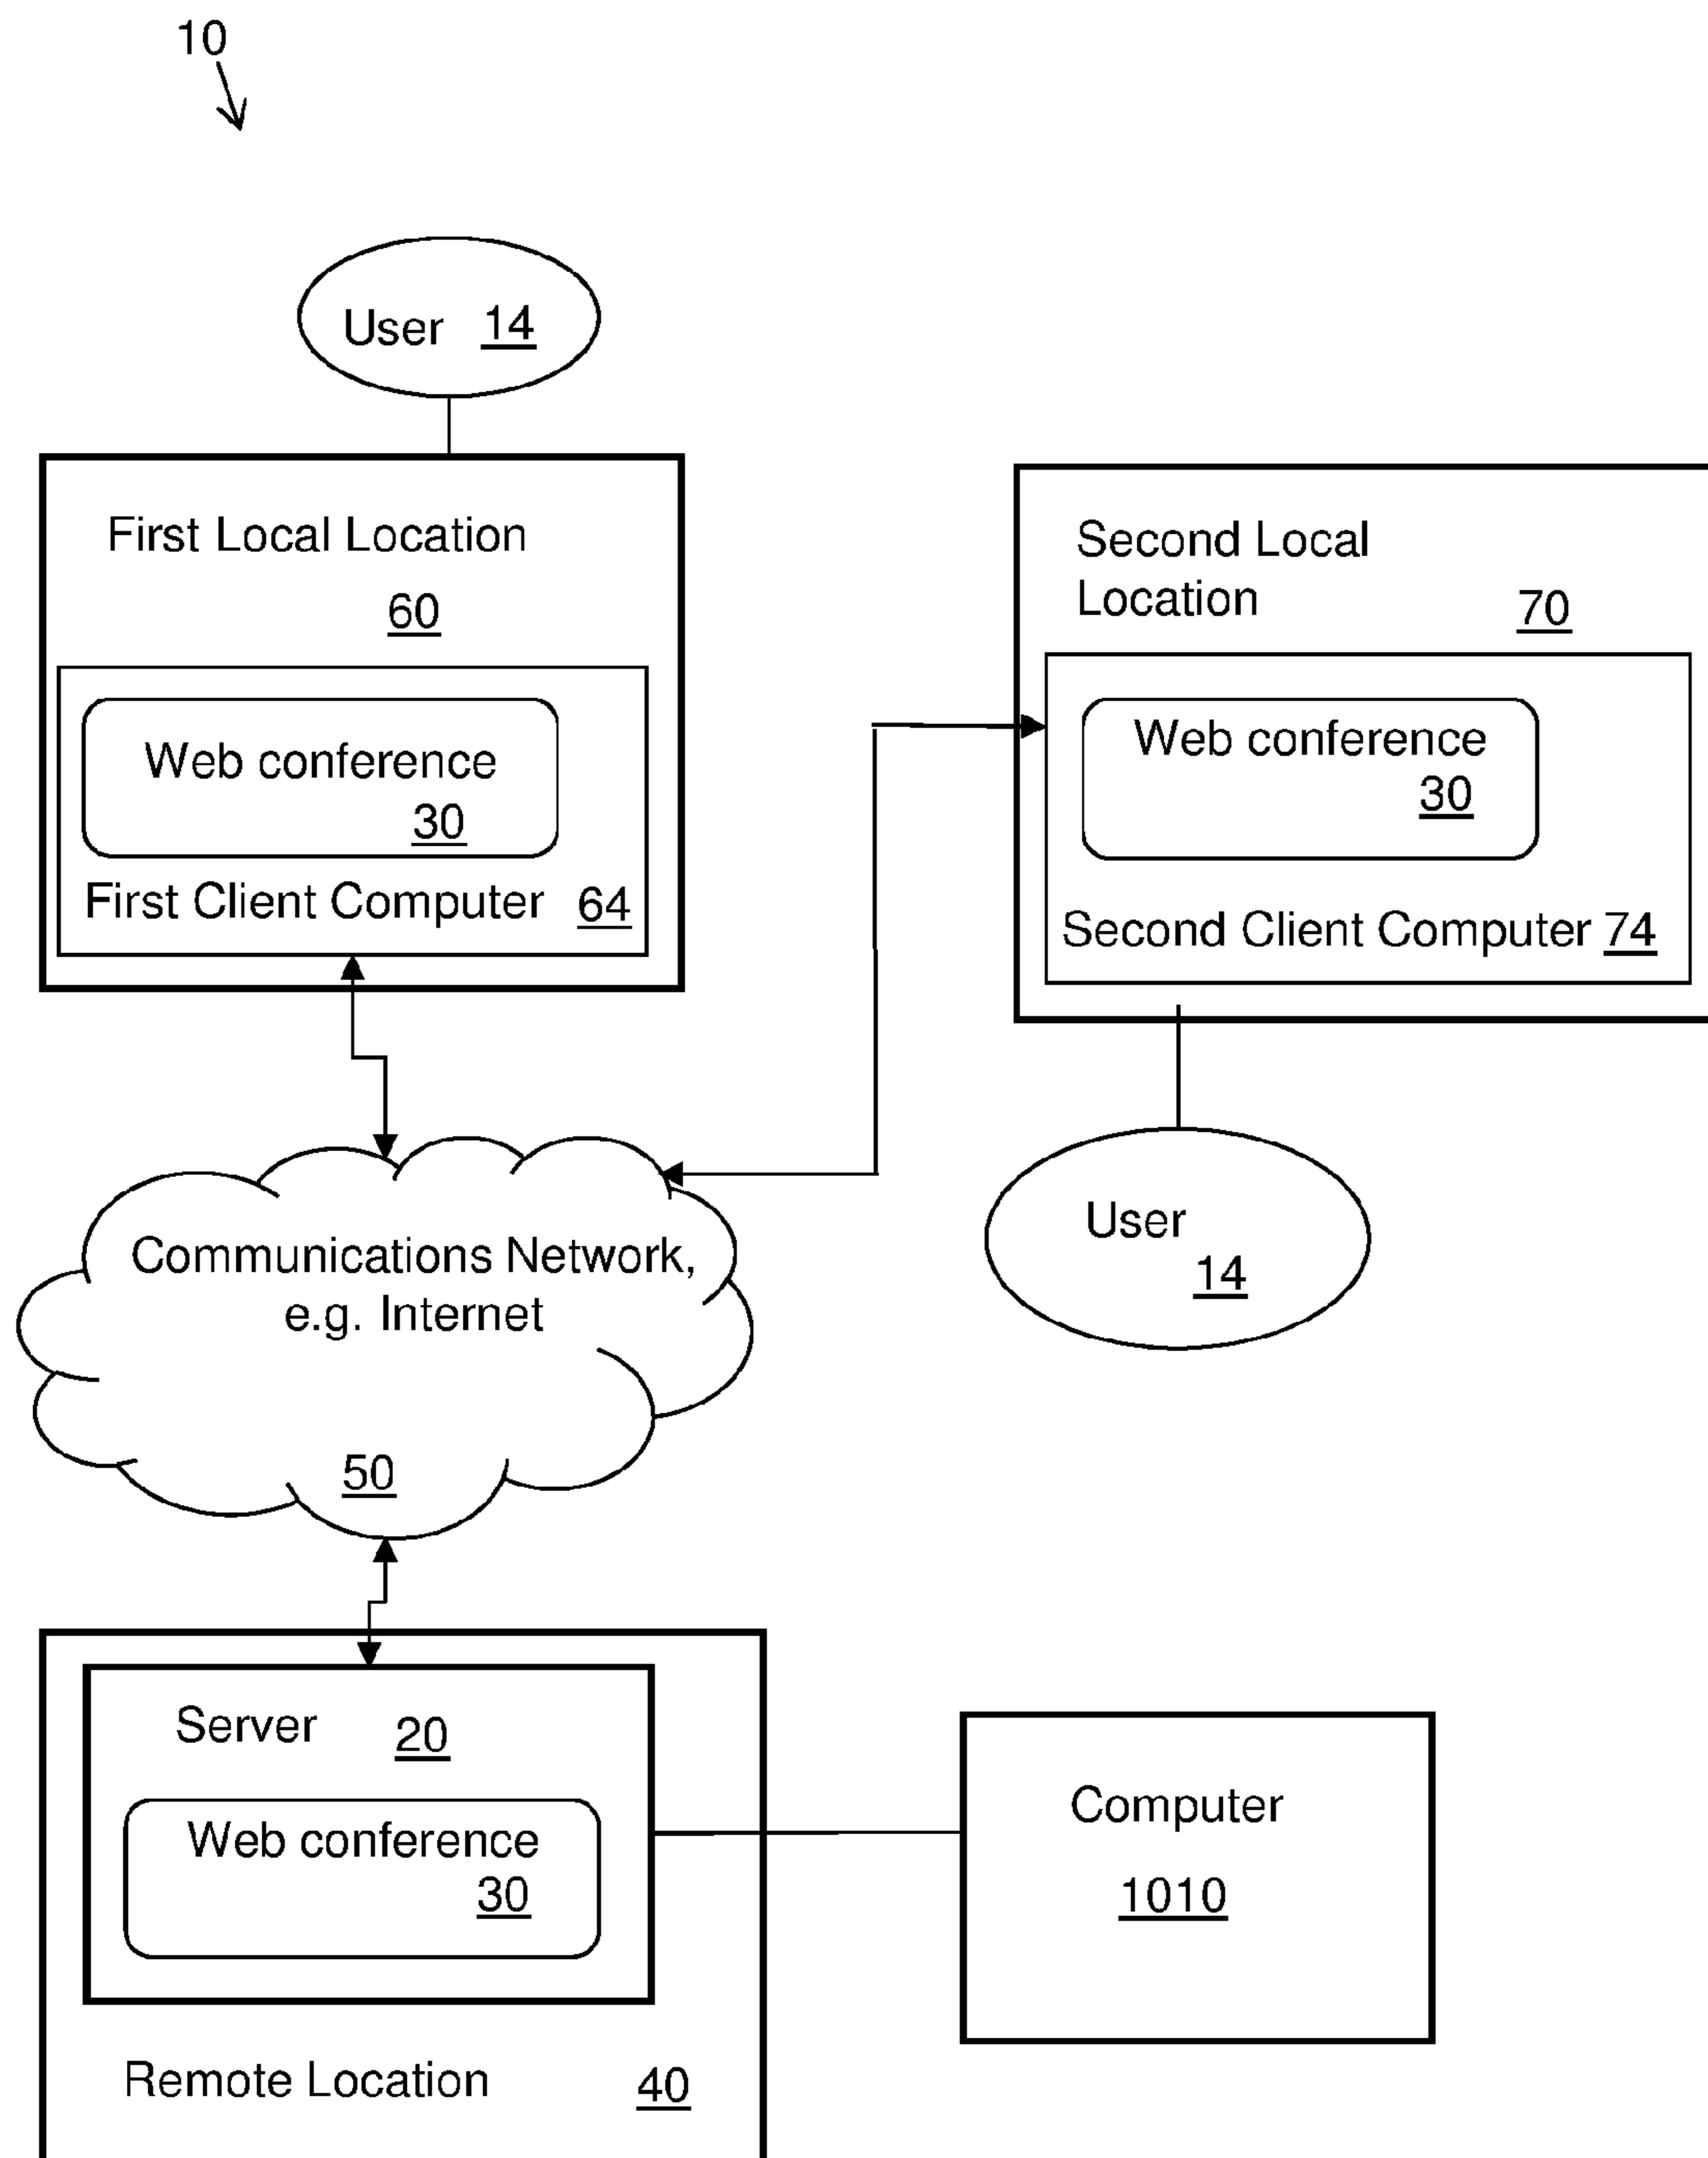 10
User 14
First Local Location
60
Web conference
30
First Client Computer 64
Second Local
Location 70
Web conference
30
Second Client Computer 74
User
14
Communications Network,
e.g. Internet
50
Server 20
Web conference
30
Remote Location 40
Computer
1010